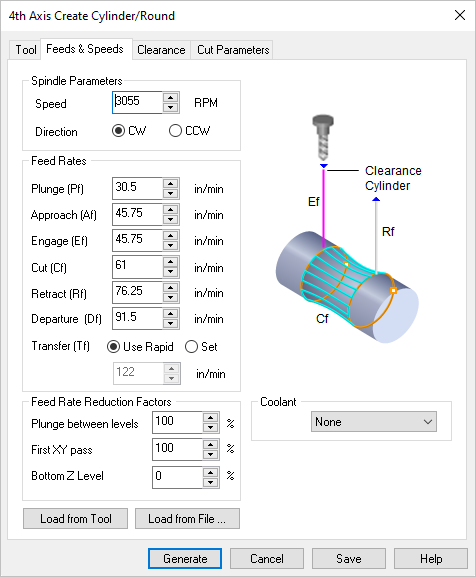 4th Axis Create Cylinder/Round
Tool Feeds & Speeds Clearance Cut Parameters
Spindle Parameters
Speed 3055 RPM
Direction CW CCW
Feed Rates
Plunge (Pf) 30.5 in/min
Approach (Af) 45.75 in/min
Engage (Ef) 45.75 in/min
Cut (Cf) 61 in/min
Retract (Rf) 76.25 in/min
Departure (Df) 91.5 in/min
Transfer (Tf) Use Rapid Set
122 in/min
Clearance
Cylinder
Ef
Rf
Cf
Feed Rate Reduction Factors
Plunge between levels 100 %
First XY pass 100 %
Bottom Z Level 0 %
Coolant
None
Load from Tool Load from File ...
Generate Cancel Save Help